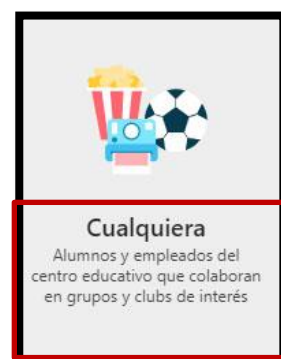 Cualquiera
Alumnos y empleados del
centro educativo que colaboran
en grupos y clubs de interés